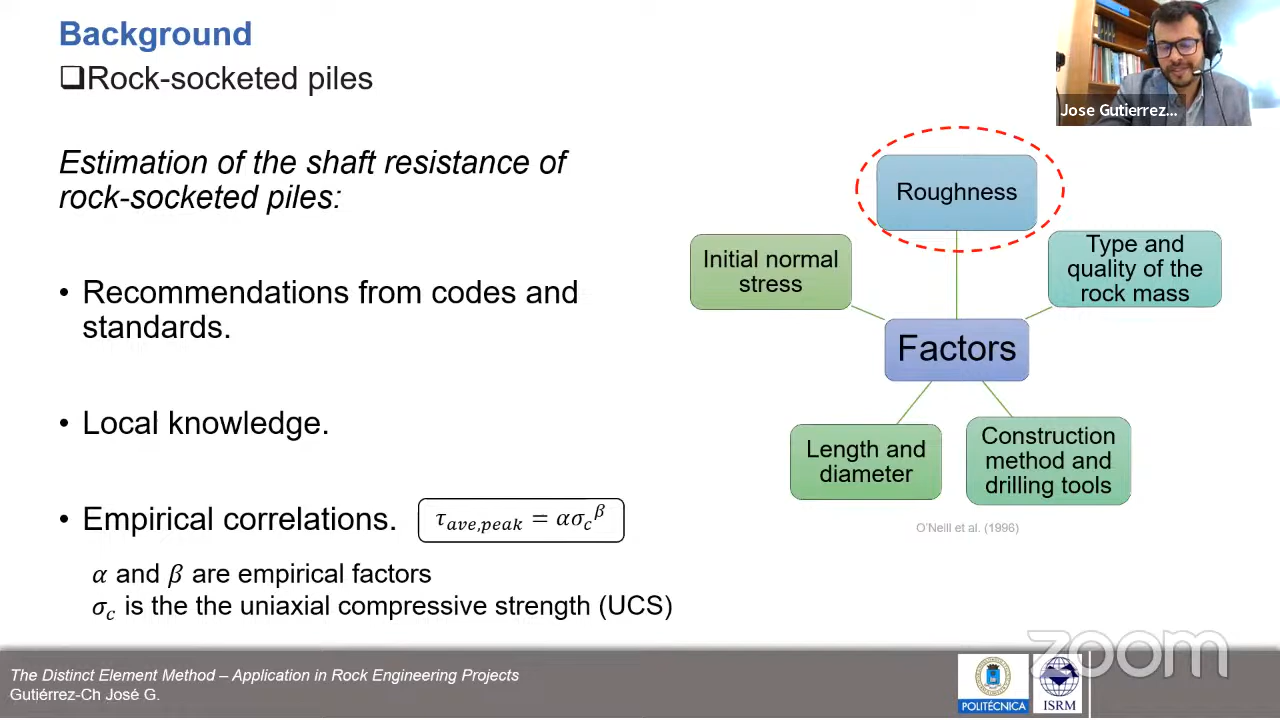 Background
❑Rock-socketed piles
Estimation of the shaft resistance of
rock-socketed piles:
• Recommendations from codes and
standards.
• Local knowledge.
• Empirical correlations.
τ_{ave,peak} = ασ_c^β
α and β are empirical factors
σ_c is the the uniaxial compressive strength (UCS)
Jose Gutierrez...
Roughness
Initial normal
stress
Type and
quality of the
rock mass
Factors
Length and
diameter
Construction
method and
drilling tools
O'Neill et al. (1996)
The Distinct Element Method – Application in Rock Engineering Projects
Gutiérrez-Ch José G.
POLITÉCNICA
ISRM
zoom